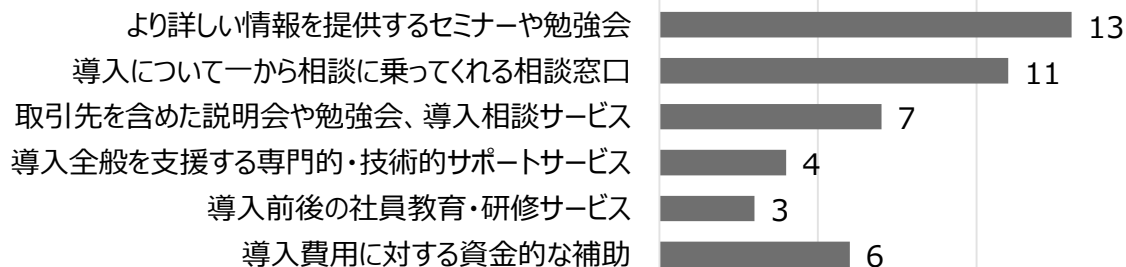 より詳しい情報を提供するセミナーや勉強会 13
導入について一から相談に乗ってくれる相談窓口 11
取引先を含めた説明会や勉強会、導入相談サービス 7
導入全般を支援する専門的・技術的サポートサービス 4
導入前後の社員教育・研修サービス 3
導入費用に対する資金的な補助 6